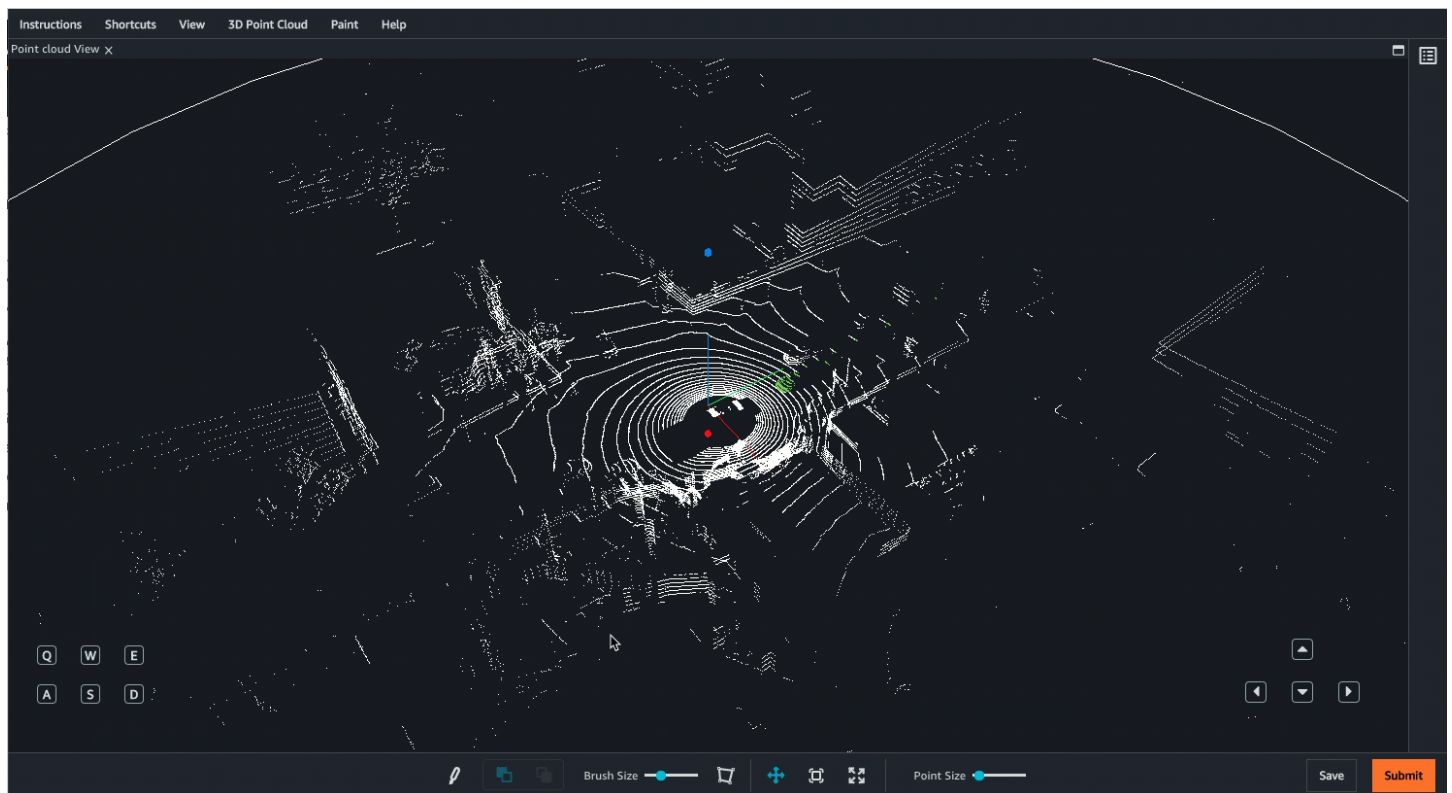 Instructions Shortcuts View 3D Point Cloud Paint Help
Point cloud View
Q W E
A S D
Brush Size Point Size Save Submit